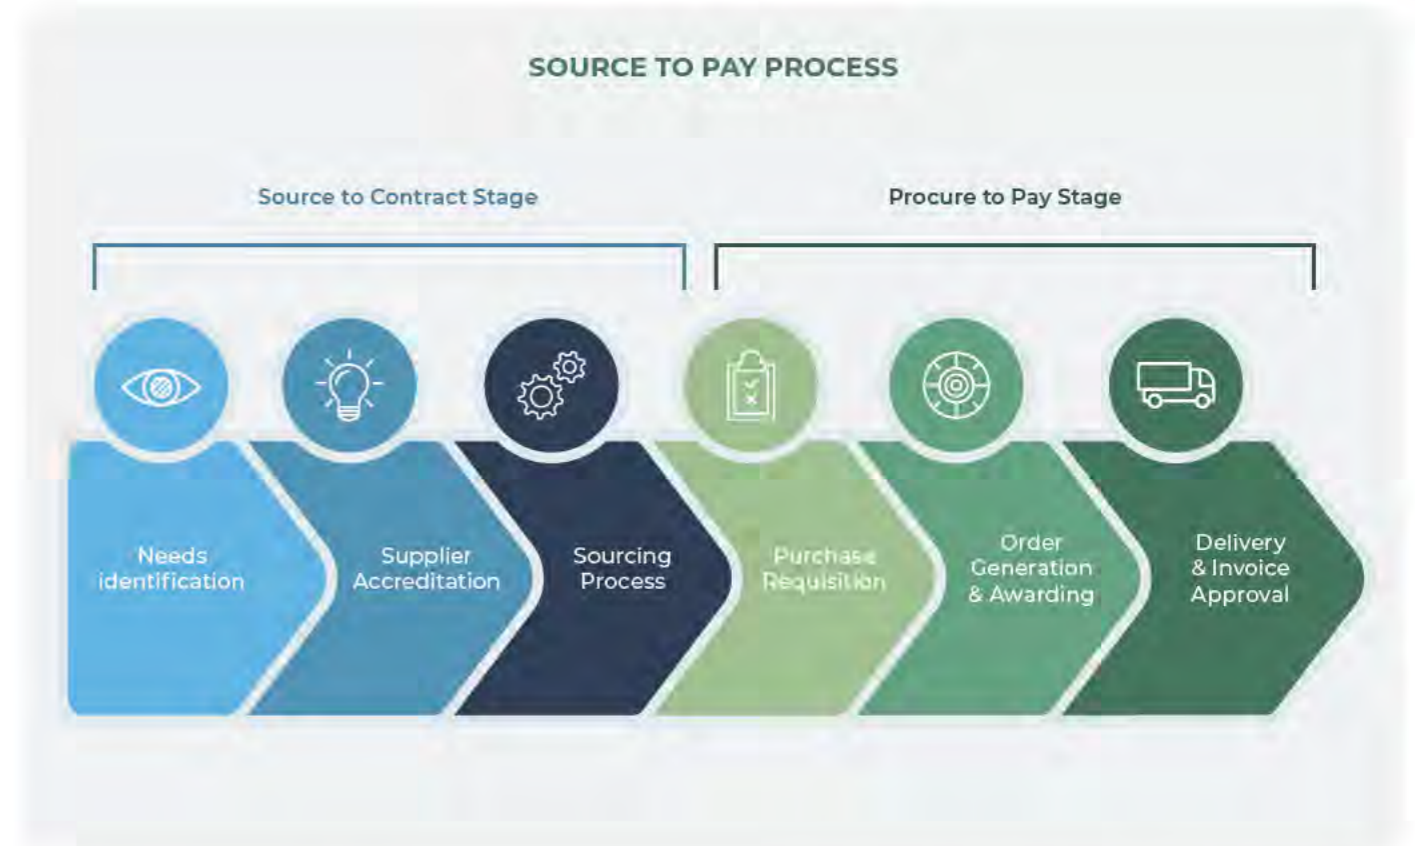 SOURCE TO PAY PROCESS
Source to Contract Stage
Procure to Pay Stage
Needs
identification
Supplier
Accreditation
Sourcing
Process
Purchase
Requisition
Order
Generation
& Awarding
Delivery
& Invoice
Approval